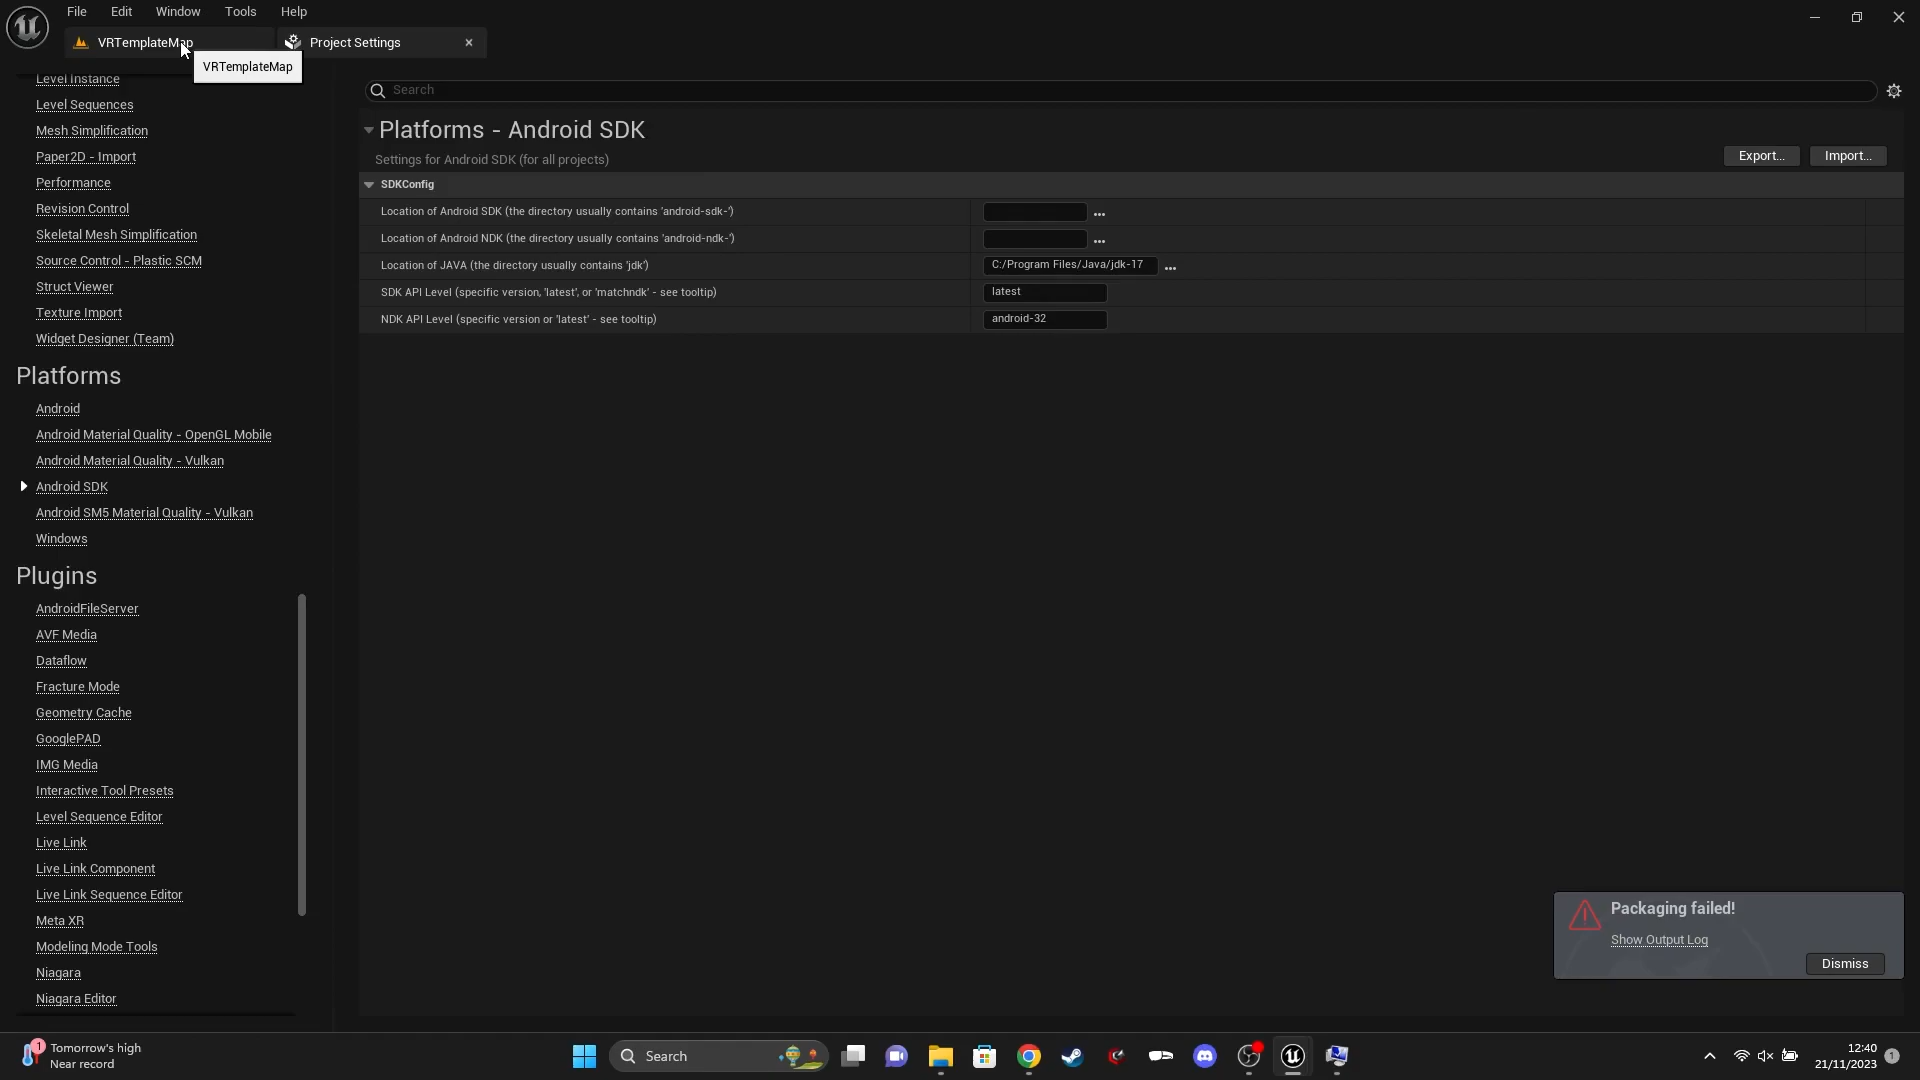 File Edit Window Tools Help
VRTemplateMap
Project Settings
VRTemplateMap
Level Instance
Level Sequences
Mesh Simplification
Paper2D - Import
Performance
Revision Control
Skeletal Mesh Simplification
Source Control - Plastic SCM
Struct Viewer
Texture Import
Widget Designer (Team)
Platforms
Android
Android Material Quality - OpenGL Mobile
Android Material Quality - Vulkan
Android SDK
Android SM5 Material Quality - Vulkan
Windows
Plugins
AndroidFileServer
AVF Media
Dataflow
Fracture Mode
Geometry Cache
GooglePAD
IMG Media
Interactive Tool Presets
Level Sequence Editor
Live Link
Live Link Component
Live Link Sequence Editor
Meta XR
Modeling Mode Tools
Niagara
Niagara Editor
Search
Platforms - Android SDK
Settings for Android SDK (for all projects)
Export...
Import...
SDKConfig
Location of Android SDK (the directory usually contains 'android-sdk-')
Location of Android NDK (the directory usually contains 'android-ndk-')
Location of JAVA (the directory usually contains 'jdk')
C:/Program Files/Java/jdk-17
SDK API Level (specific version, 'latest', or 'matchndk' - see tooltip)
latest
NDK API Level (specific version or 'latest' - see tooltip)
android-32
Packaging failed!
Show Output Log
Dismiss
1
Tomorrow's high
Near record
Search
12:40
21/11/2023
1